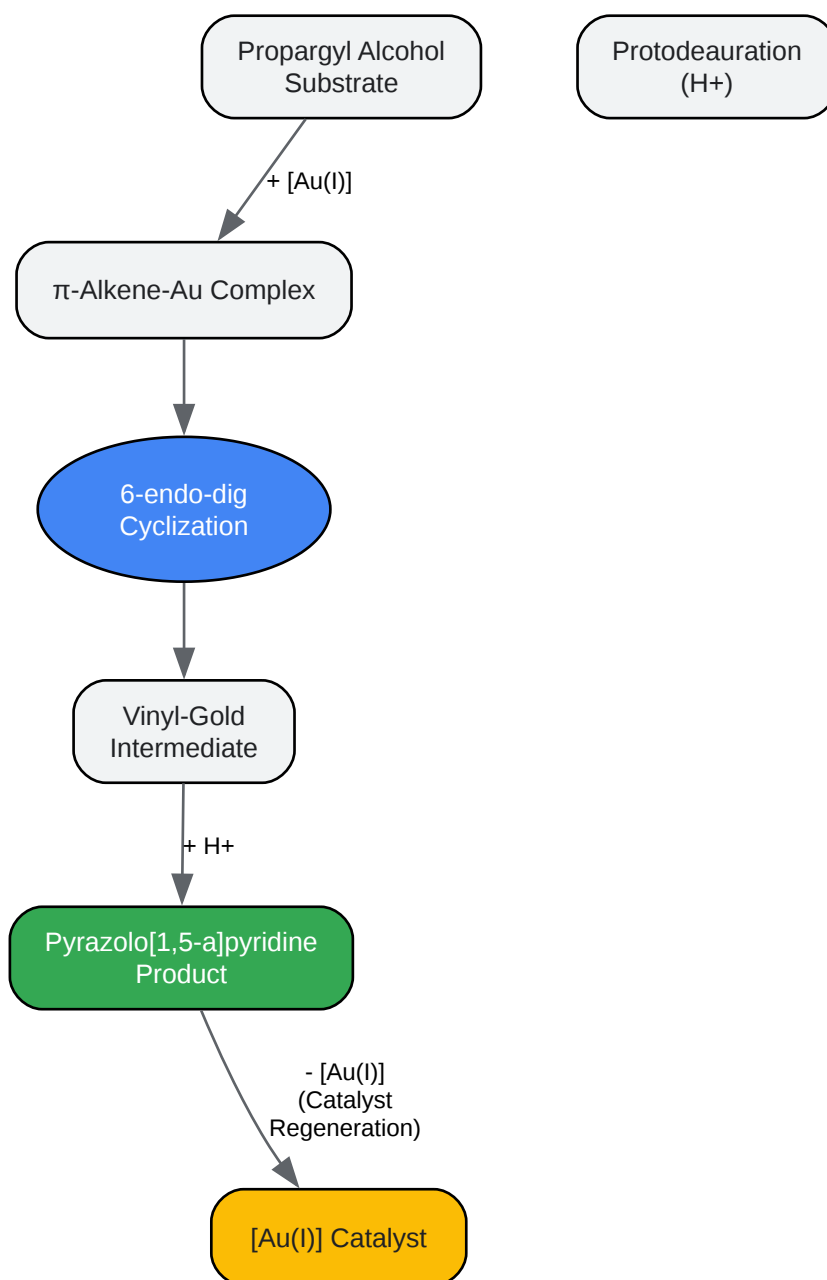 Propargyl Alcohol
Substrate
Protodeauration
(H+)
+ [Au(I)]
π-Alkene-Au Complex
6-endo-dig
Cyclization
Vinyl-Gold
Intermediate
+ H+
Pyrazolo[1,5-a]pyridine
Product
- [Au(I)]
(Catalyst
Regeneration)
[Au(I)] Catalyst